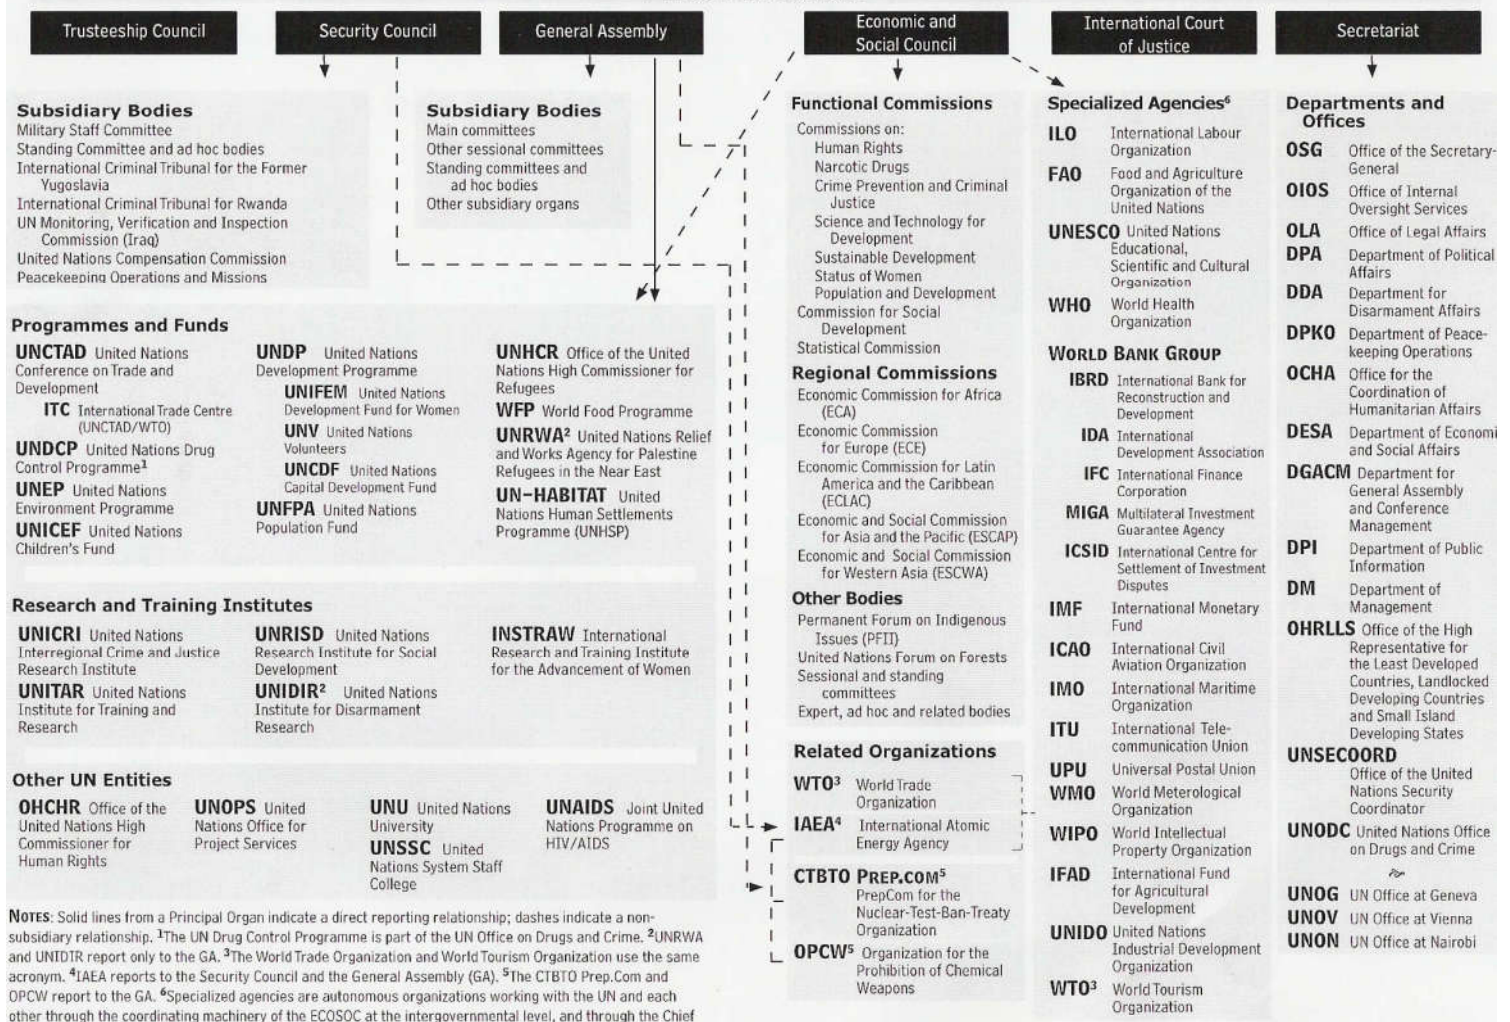 Trusteeship Council
Security Council
General Assembly
Economic and
Social Council
International Court
of Justice
Secretariat
Subsidiary Bodies
Military Staff Committee
Standing Committee and ad hoc bodies
International Criminal Tribunal for the Former
Yugoslavia
International Criminal Tribunal for Rwanda
UN Monitoring, Verification and Inspection
Commission (Iraq)
United Nations Compensation Commission
Peacekeeping Operations and Missions
Subsidiary Bodies
Main committees
Other sessional committees
Standing committees and
ad hoc bodies
Other subsidiary organs
Programmes and Funds
UNCTAD United Nations
Conference on Trade and
Development
ITC International Trade Centre
(UNCTAD/WTO)
UNDCP United Nations Drug
Control Programme¹
UNEP United Nations
Environment Programme
UNICEF United Nations
Children's Fund
UNDP United Nations
Development Programme
UNIFEM United Nations
Development Fund for Women
UNV United Nations
Volunteers
UNCDF United Nations
Capital Development Fund
UNFPA United Nations
Population Fund
UNHCR Office of the United
Nations High Commissioner for
Refugees
WFP World Food Programme
UNRWA² United Nations Relief
and Works Agency for Palestine
Refugees in the Near East
UN-HABITAT United
Nations Human Settlements
Programme (UNHSP)
Research and Training Institutes
UNICRI United Nations
Interregional Crime and Justice
Research Institute
UNITAR United Nations
Institute for Training and
Research
UNRISD United Nations
Research Institute for Social
Development
UNIDIR² United Nations
Institute for Disarmament
Research
INSTRAW International
Research and Training Institute
for the Advancement of Women
Other UN Entities
OHCHR Office of the
United Nations High
Commissioner for
Human Rights
UNOPS United
Nations Office for
Project Services
UNU United Nations
University
UNSSC United
Nations System Staff
College
UNAIDS Joint United
Nations Programme on
HIV/AIDS
Functional Commissions
Commissions on:
Human Rights
Narcotic Drugs
Crime Prevention and Criminal
Justice
Science and Technology for
Development
Sustainable Development
Status of Women
Population and Development
Commission for Social
Development
Statistical Commission
Regional Commissions
Economic Commission for Africa
(ECA)
Economic Commission
for Europe (ECE)
Economic Commission for Latin
America and the Caribbean
(ECLAC)
Economic and Social Commission
for Asia and the Pacific (ESCAP)
Economic and Social Commission
for Western Asia (ESCWA)
Other Bodies
Permanent Forum on Indigenous
Issues (PFII)
United Nations Forum on Forests
Sessional and standing
committees
Expert, ad hoc and related bodies
Related Organizations
WTO³ World Trade
Organization
IAEA⁴ International Atomic
Energy Agency
CTBTO PREP.COM⁵
PrepCom for the
Nuclear-Test-Ban-Treaty
Organization
OPCW⁵ Organization for the
Prohibition of Chemical
Weapons
Specialized Agencies⁶
ILO International Labour
Organization
FAO Food and Agriculture
Organization of the
United Nations
UNESCO United Nations
Educational,
Scientific and Cultural
Organization
WHO World Health
Organization
WORLD BANK GROUP
IBRD International Bank for
Reconstruction and
Development
IDA International
Development Association
IFC International Finance
Corporation
MIGA Multilateral Investment
Guarantee Agency
ICSID International Centre for
Settlement of Investment
Disputes
IMF International Monetary
Fund
ICAO International Civil
Aviation Organization
IMO International Maritime
Organization
ITU International Tele-
communication Union
UPU Universal Postal Union
WMO World Meterological
Organization
WIPO World Intellectual
Property Organization
IFAD International Fund
for Agricultural
Development
UNIDO United Nations
Industrial Development
Organization
WTO³ World Tourism
Organization
Departments and
Offices
OSG Office of the Secretary-
General
OIOS Office of Internal
Oversight Services
OLA Office of Legal Affairs
DPA Department of Political
Affairs
DDA Department for
Disarmament Affairs
DPKO Department of Peace-
keeping Operations
OCHA Office for the
Coordination of
Humanitarian Affairs
DESA Department of Economi
and Social Affairs
DGACM Department for
General Assembly
and Conference
Management
DPI Department of Public
Information
DM Department of
Management
OHRLLS Office of the High
Representative for
the Least Developed
Countries, Landlocked
Developing Countries
and Small Island
Developing States
UNSECOORD
Office of the United
Nations Security
Coordinator
UNODC United Nations Office
on Drugs and Crime
UNOG UN Office at Geneva
UNOV UN Office at Vienna
UNON UN Office at Nairobi
NOTES: Solid lines from a Principal Organ indicate a direct reporting relationship; dashes indicate a non-
subsidiary relationship. ¹The UN Drug Control Programme is part of the UN Office on Drugs and Crime. ²UNRWA
and UNITDIR report only to the GA. ³The World Trade Organization and World Tourism Organization use the same
acronym. ⁴IAEA reports to the Security Council and the General Assembly (GA). ⁵The CTBTO Prep.Com and
OPCW report to the GA. ⁶Specialized agencies are autonomous organizations working with the UN and each
other through the coordinating machinery of the ECOSOC at the intergovernmental level, and through the Chief